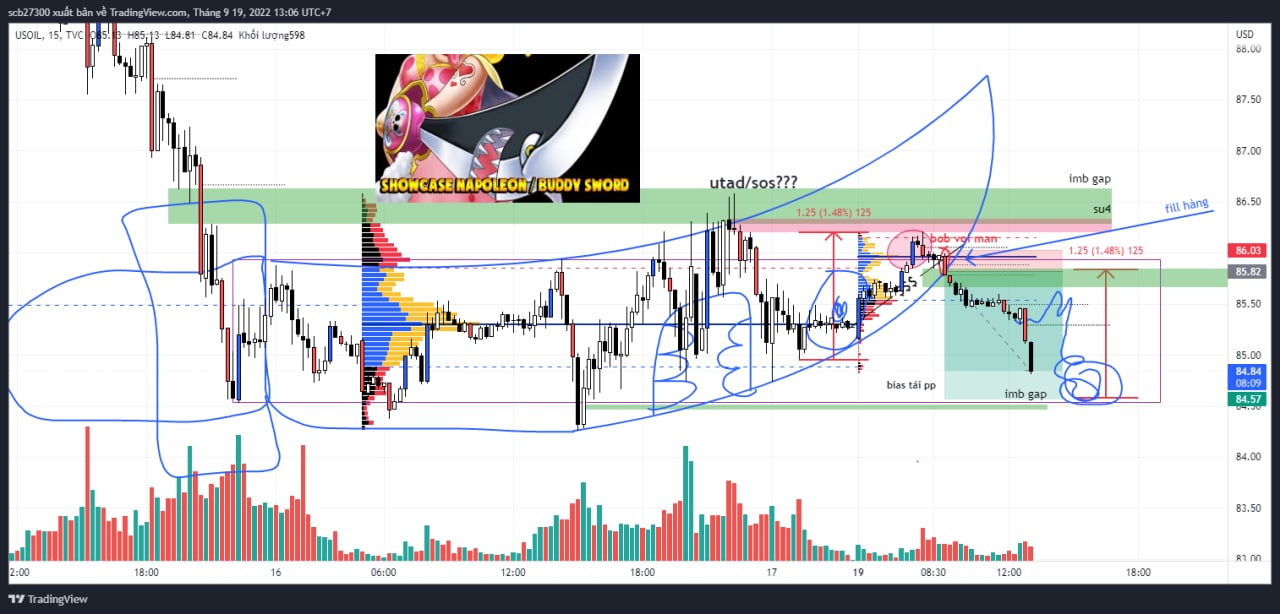 scb27300 xuất bản về TradingView.com, Tháng 9 19, 2022 13:06 UTC+7
USOIL, 15, TVC O85.13 H85.13 L84.81 C84.84 Khối lượng598
USD
88.00
87.50
87.00
86.50
86.03
85.82
85.50
85.00
84.84
08:09
84.57
84.50
84.00
83.50
83.00
SHOWCASE NAPOLEON / BUDDY SWORD
utad/sos???
imb gap
su4
fill hàng
1.25 (1.48%) 125
bob voi man
1.25 (1.48%) 125
bias tái pp
imb gap
2:00 18:00 16 06:00 12:00 18:00 17 19 08:30 12:00 18:00
TradingView